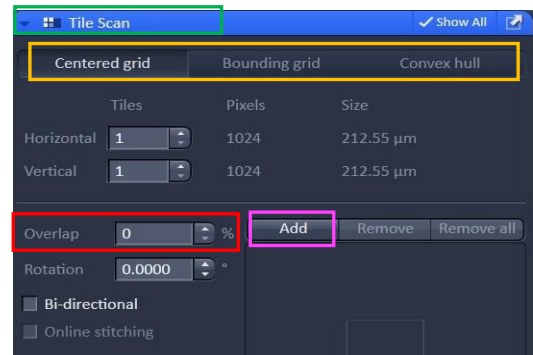 Tile Scan Show All
Centered grid Bounding grid Convex hull
Tiles Pixels Size
Horizontal 1 1024 212.55 µm
Vertical 1 1024 212.55 µm
Overlap 0 % Add Remove Remove all
Rotation 0.0000 °
Bi-directional
Online stitching